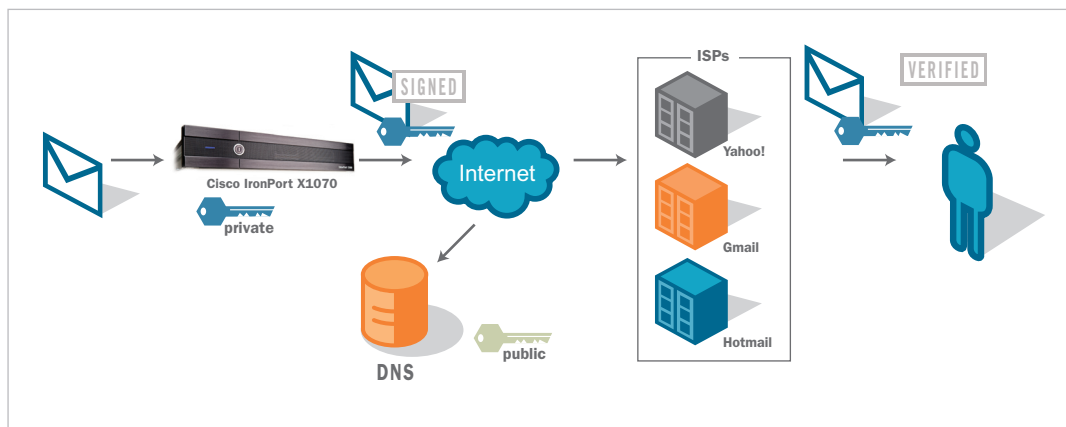 ISPs
SIGNED
VERIFIED
Yahoo!
Internet
Cisco IronPort X1070
private
Gmail
Hotmail
public
DNS